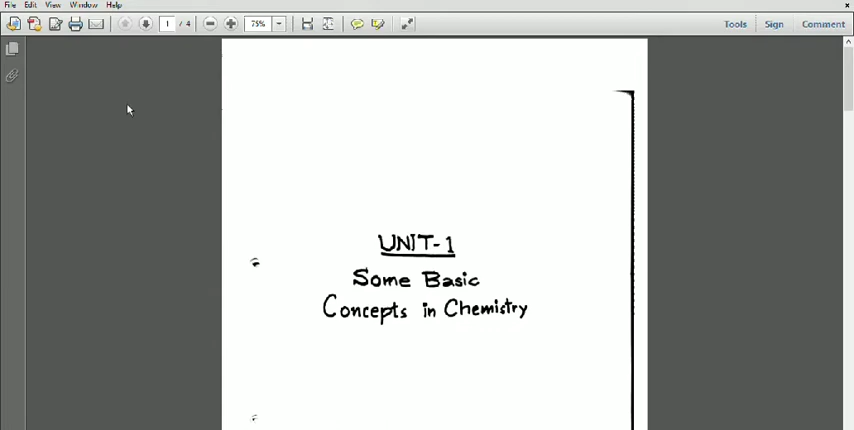 File Edit View Window Help
1 / 4 75% Tools Sign Comment
UNIT-1
Some Basic
Concepts in Chemistry